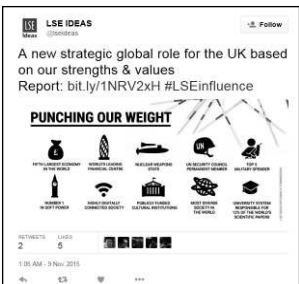 LSE
Ideas
LSE IDEAS
@lseideas
Follow
A new strategic global role for the UK based
on our strengths & values
Report: bit.ly/1NRV2xH #LSEinfluence
PUNCHING OUR WEIGHT
FIFTH LARGEST ECONOMY
IN THE WORLD
WORLD'S LEADING
FINANCIAL CENTRE
NUCLEAR WEAPONS
STATE
UN
UN SECURITY COUNCIL
PERMANENT MEMBER
TOP 5
MILITARY SPENDER
NUMBER 1
IN SOFT POWER
HIGHLY DIGITALLY
CONNECTED SOCIETY
PUBLICLY FUNDED
CULTURAL INSTITUTIONS
MOST DIVERSE
SOCIETY IN
THE WORLD
UNIVERSITY SYSTEM
RESPONSIBLE FOR
OF THE WORLD'S
SCIENTIFIC PAPERS
RETWEETS
2
LIKES
5
1:06 AM - 9 Nov 2015